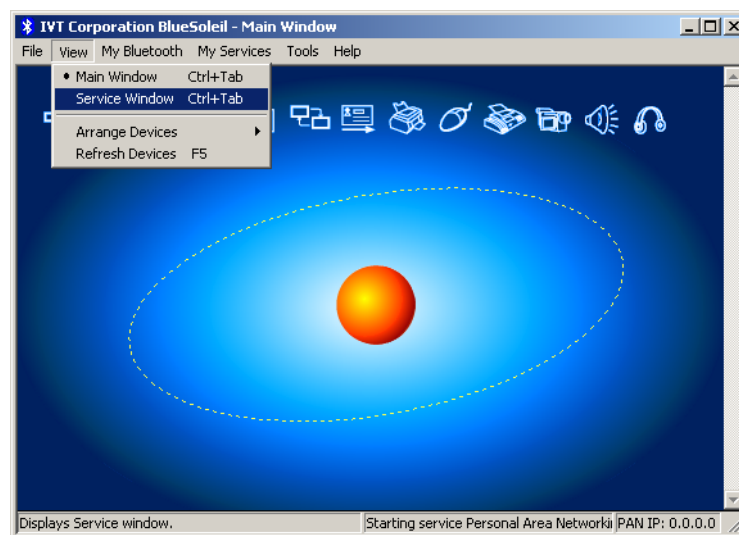 IVT Corporation BlueSoleil - Main Window
File View My Bluetooth My Services Tools Help
• Main Window Ctrl+Tab
Service Window Ctrl+Tab
Arrange Devices
Refresh Devices F5
Displays Service window. Starting service Personal Area Networki PAN IP: 0.0.0.0